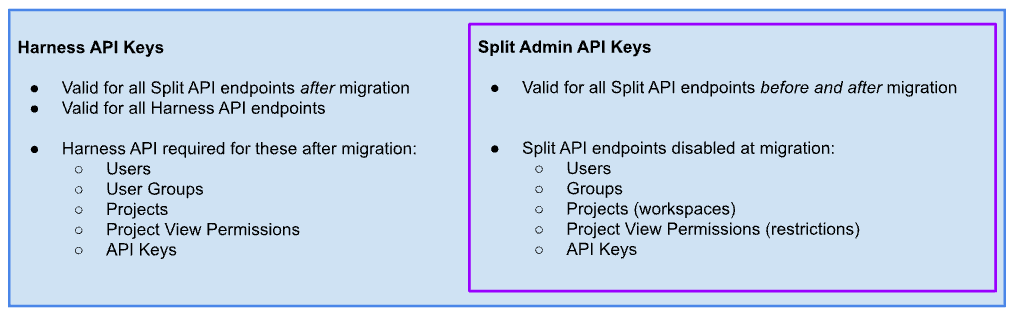 Harness API Keys
● Valid for all Split API endpoints after migration
● Valid for all Harness API endpoints
● Harness API required for these after migration:
○ Users
○ User Groups
○ Projects
○ Project View Permissions
○ API Keys
Split Admin API Keys
● Valid for all Split API endpoints before and after migration
● Split API endpoints disabled at migration:
○ Users
○ Groups
○ Projects (workspaces)
○ Project View Permissions (restrictions)
○ API Keys